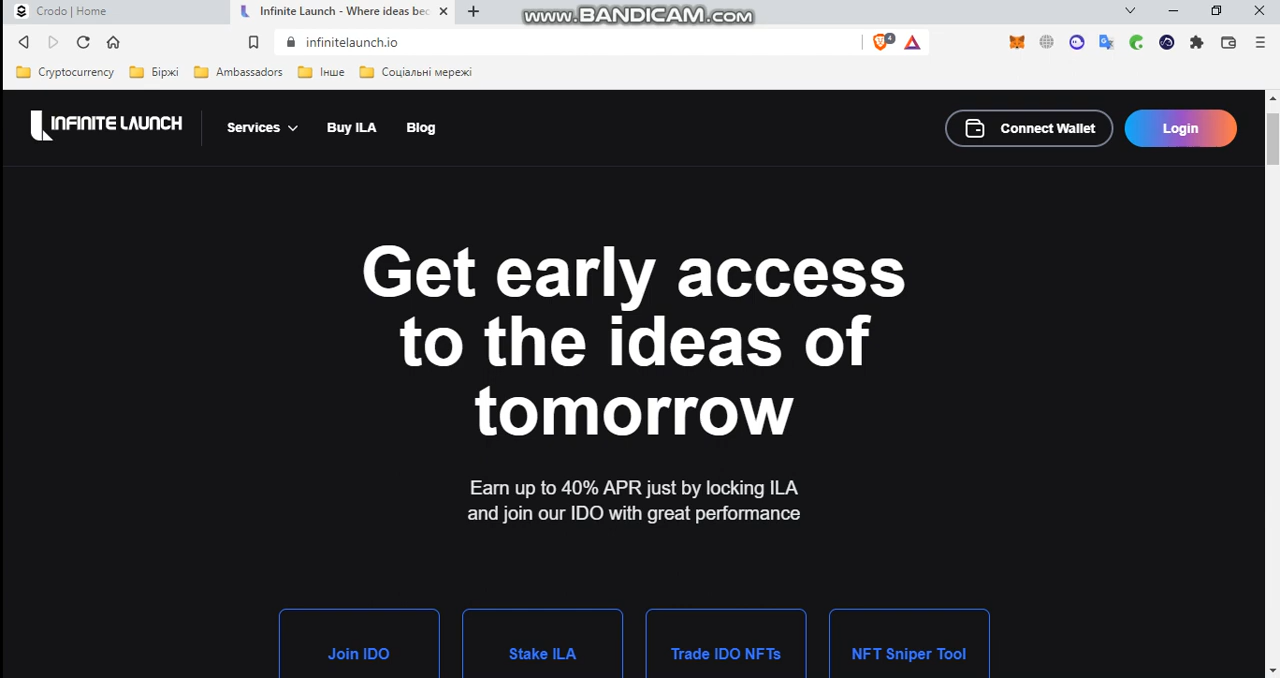 Crodo | Home
Infinite Launch - Where ideas bec
www.BANDICAM.com
infinitelaunch.io
4
Cryptocurrency
Біржі
Ambassadors
Інше
Соціальні мережі
INFINITE LAUNCH
Services
Buy ILA
Blog
Connect Wallet
Login
Get early access
to the ideas of
tomorrow
Earn up to 40% APR just by locking ILA
and join our IDO with great performance
Join IDO
Stake ILA
Trade IDO NFTs
NFT Sniper Tool